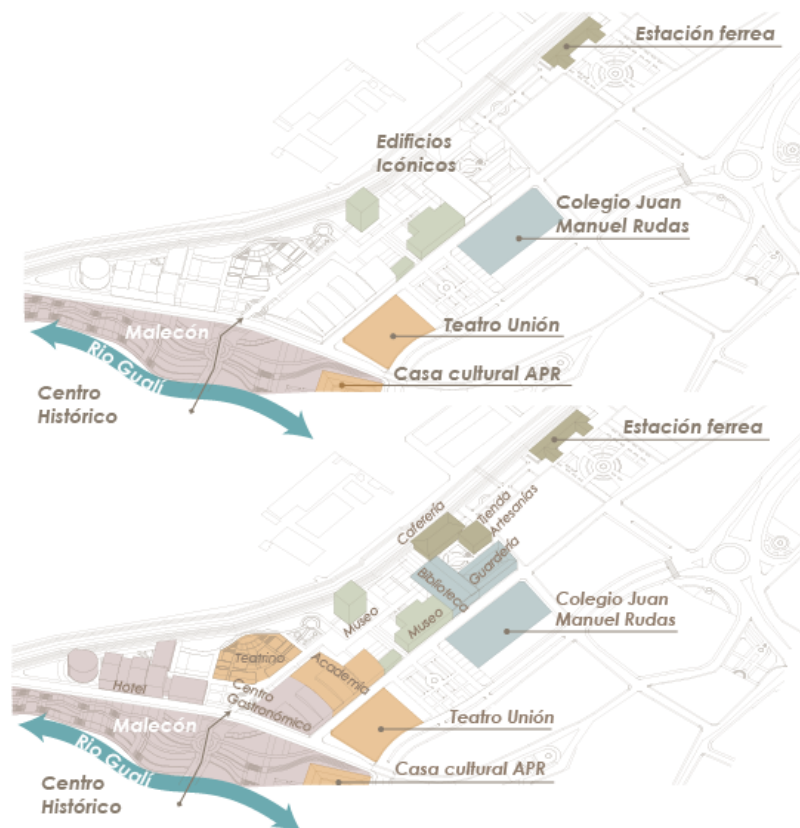 Estación ferrea
Edificios
Icónicos
Colegio Juan
Manuel Rudas
Teatro Unión
Malecón
Rio Gualí
Casa cultural APR
Centro
Histórico
Estación ferrea
Cafetería
Tienda
Artesanías
Guardería
Biblioteca
Colegio Juan
Manuel Rudas
Museo
Museo
Teatrino
Academia
Hotel
Centro
Gastronómico
Malecón
Teatro Unión
Rio Gualí
Casa cultural APR
Centro
Histórico